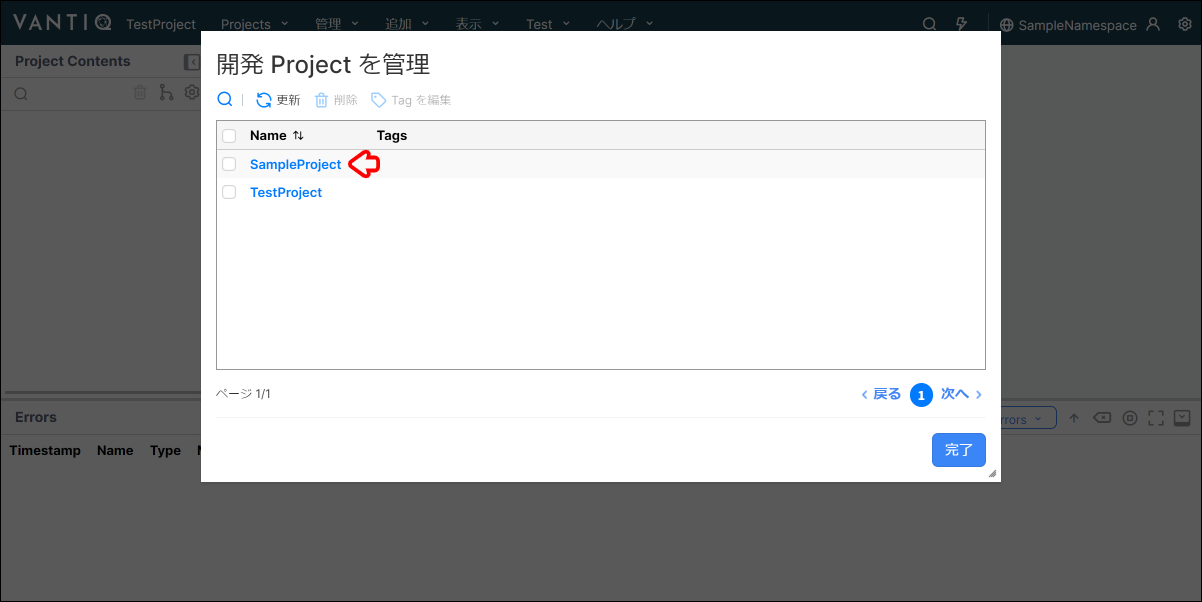 VANTIQ TestProject Projects 管理 追加 表示 Test ヘルプ SampleNamespace
Project Contents
開発 Project を管理
更新 削除 Tag を編集
Name Tags
SampleProject
TestProject
ページ 1/1 戻る 1 次へ
Errors
Timestamp Name Type
完了